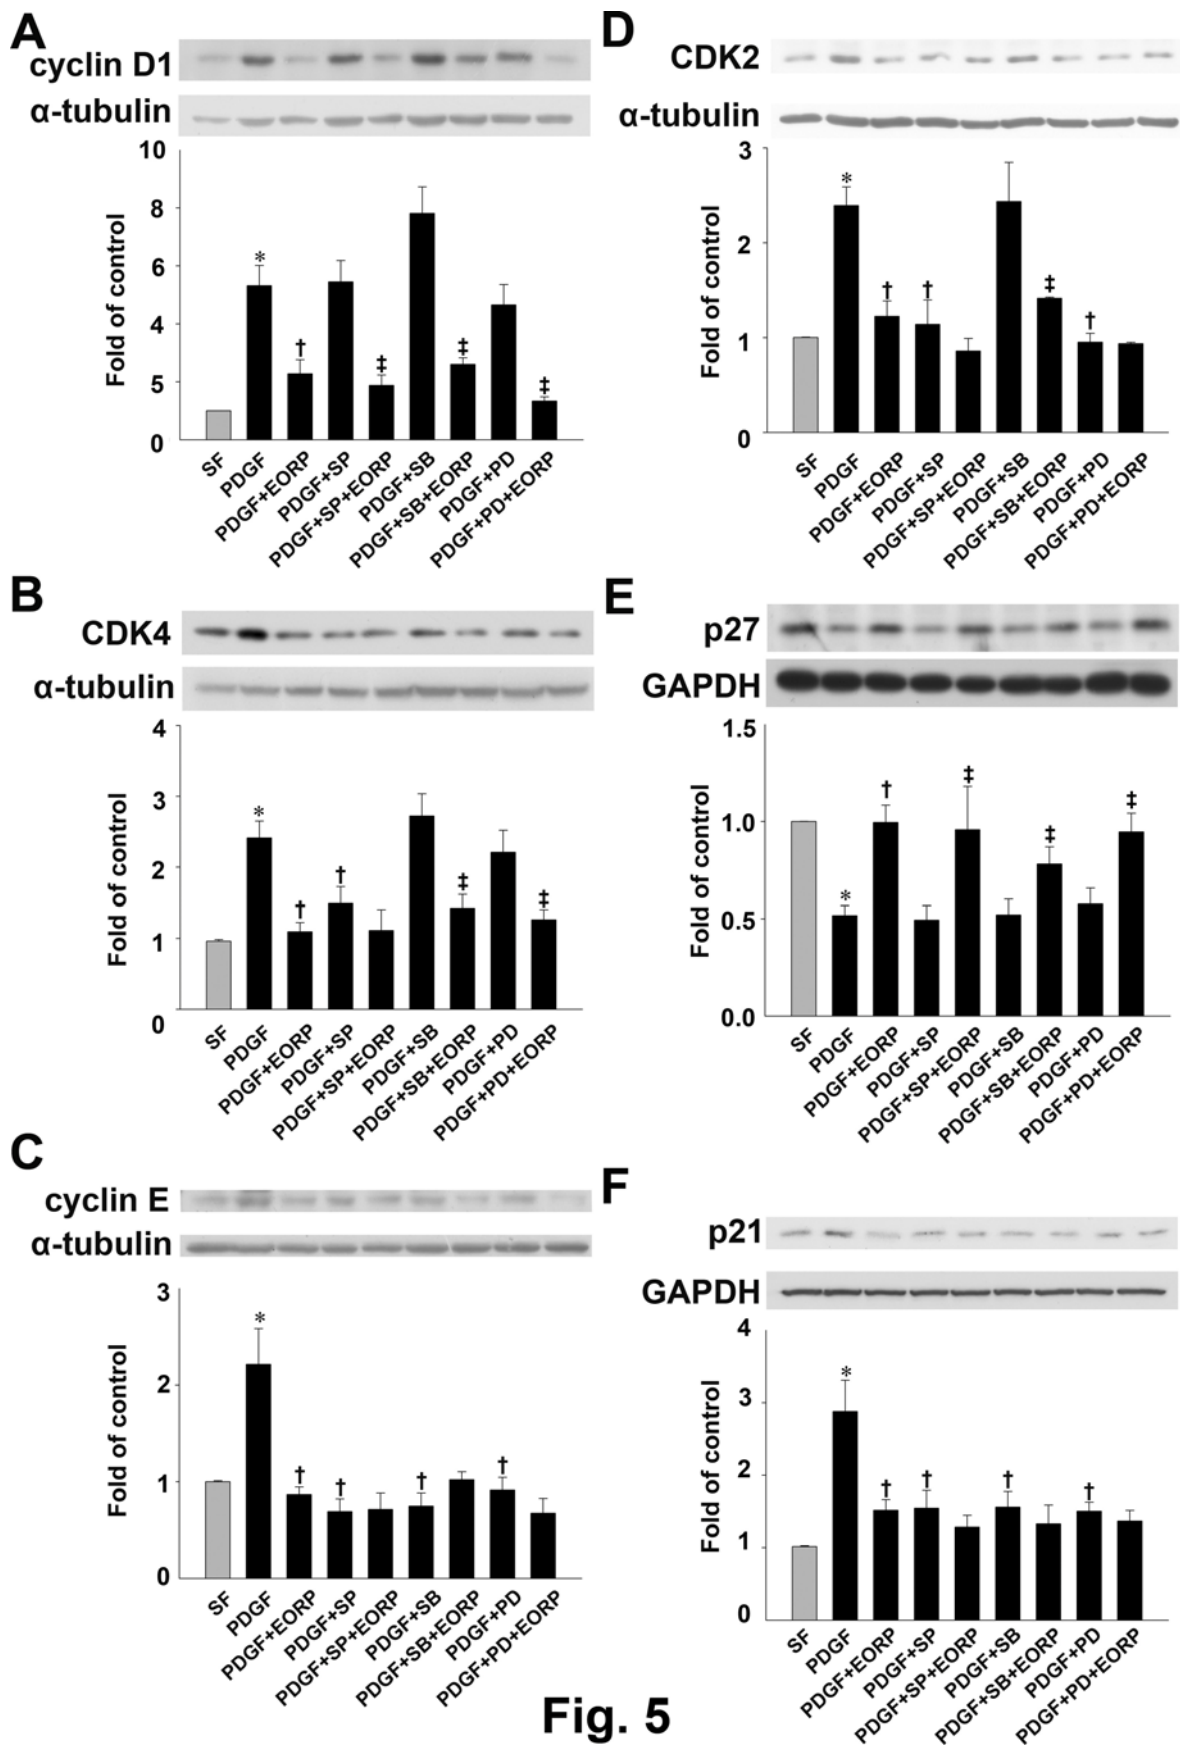 A
cyclin D1
α-tubulin
10
8
6
4
5
0
Fold of control
*
†
‡
‡
‡
SF
PDGF
PDGF+EORP
PDGF+SP
PDGF+SP+EORP
PDGF+SB
PDGF+SB+EORP
PDGF+PD
PDGF+PD+EORP
B
CDK4
α-tubulin
4
3
2
1
0
Fold of control
*
†
†
‡
‡
SF
PDGF
PDGF+EORP
PDGF+SP
PDGF+SP+EORP
PDGF+SB
PDGF+SB+EORP
PDGF+PD
PDGF+PD+EORP
C
cyclin E
α-tubulin
3
2
1
0
Fold of control
*
†
†
†
†
SF
PDGF
PDGF+EORP
PDGF+SP
PDGF+SP+EORP
PDGF+SB
PDGF+SB+EORP
PDGF+PD
PDGF+PD+EORP
D
CDK2
α-tubulin
3
2
1
0
Fold of control
*
†
†
‡
†
SF
PDGF
PDGF+EORP
PDGF+SP
PDGF+SP+EORP
PDGF+SB
PDGF+SB+EORP
PDGF+PD
PDGF+PD+EORP
E
p27
GAPDH
1.5
1.0
0.5
0.0
Fold of control
*
†
‡
‡
‡
SF
PDGF
PDGF+EORP
PDGF+SP
PDGF+SP+EORP
PDGF+SB
PDGF+SB+EORP
PDGF+PD
PDGF+PD+EORP
F
p21
GAPDH
4
3
2
1
0
Fold of control
*
†
†
†
†
SF
PDGF
PDGF+EORP
PDGF+SP
PDGF+SP+EORP
PDGF+SB
PDGF+SB+EORP
PDGF+PD
PDGF+PD+EORP
Fig. 5